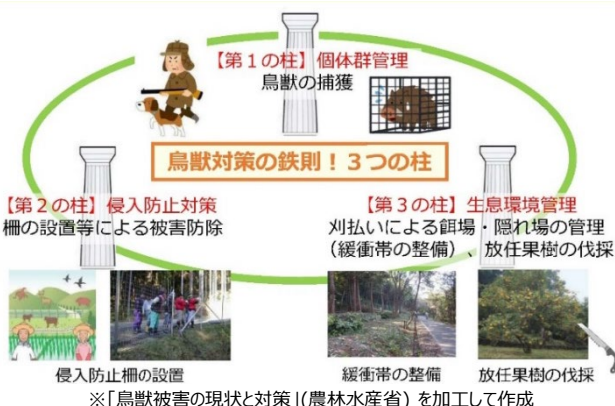 【第1の柱】個体群管理
鳥獣の捕獲
鳥獣対策の鉄則！3つの柱
【第2の柱】侵入防止対策
柵の設置等による被害防除
【第3の柱】生息環境管理
刈払いによる餌場・隠れ場の管理
（緩衝帯の整備）、放任果樹の伐採
侵入防止柵の設置
緩衝帯の整備
放任果樹の伐採
※「鳥獣被害の現状と対策」（農林水産省）を加工して作成